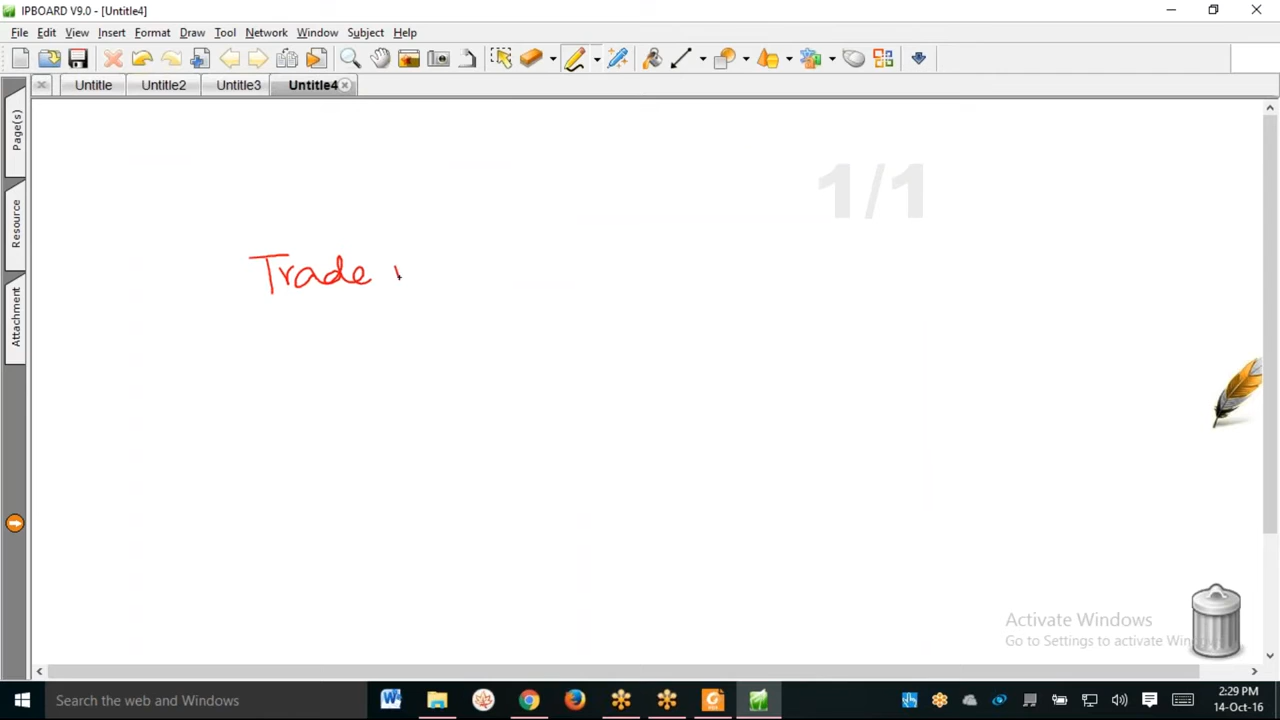 IPBOARD V9.0 - [Untitle4]
File Edit View Insert Format Draw Tool Network Window Subject Help
Untitle Untitle2 Untitle3 Untitle4
Page(s)
Resource
Attachment
1/1
Trade
Activate Windows
Go to Settings to activate Windows
Search the web and Windows
2:29 PM
14-Oct-16